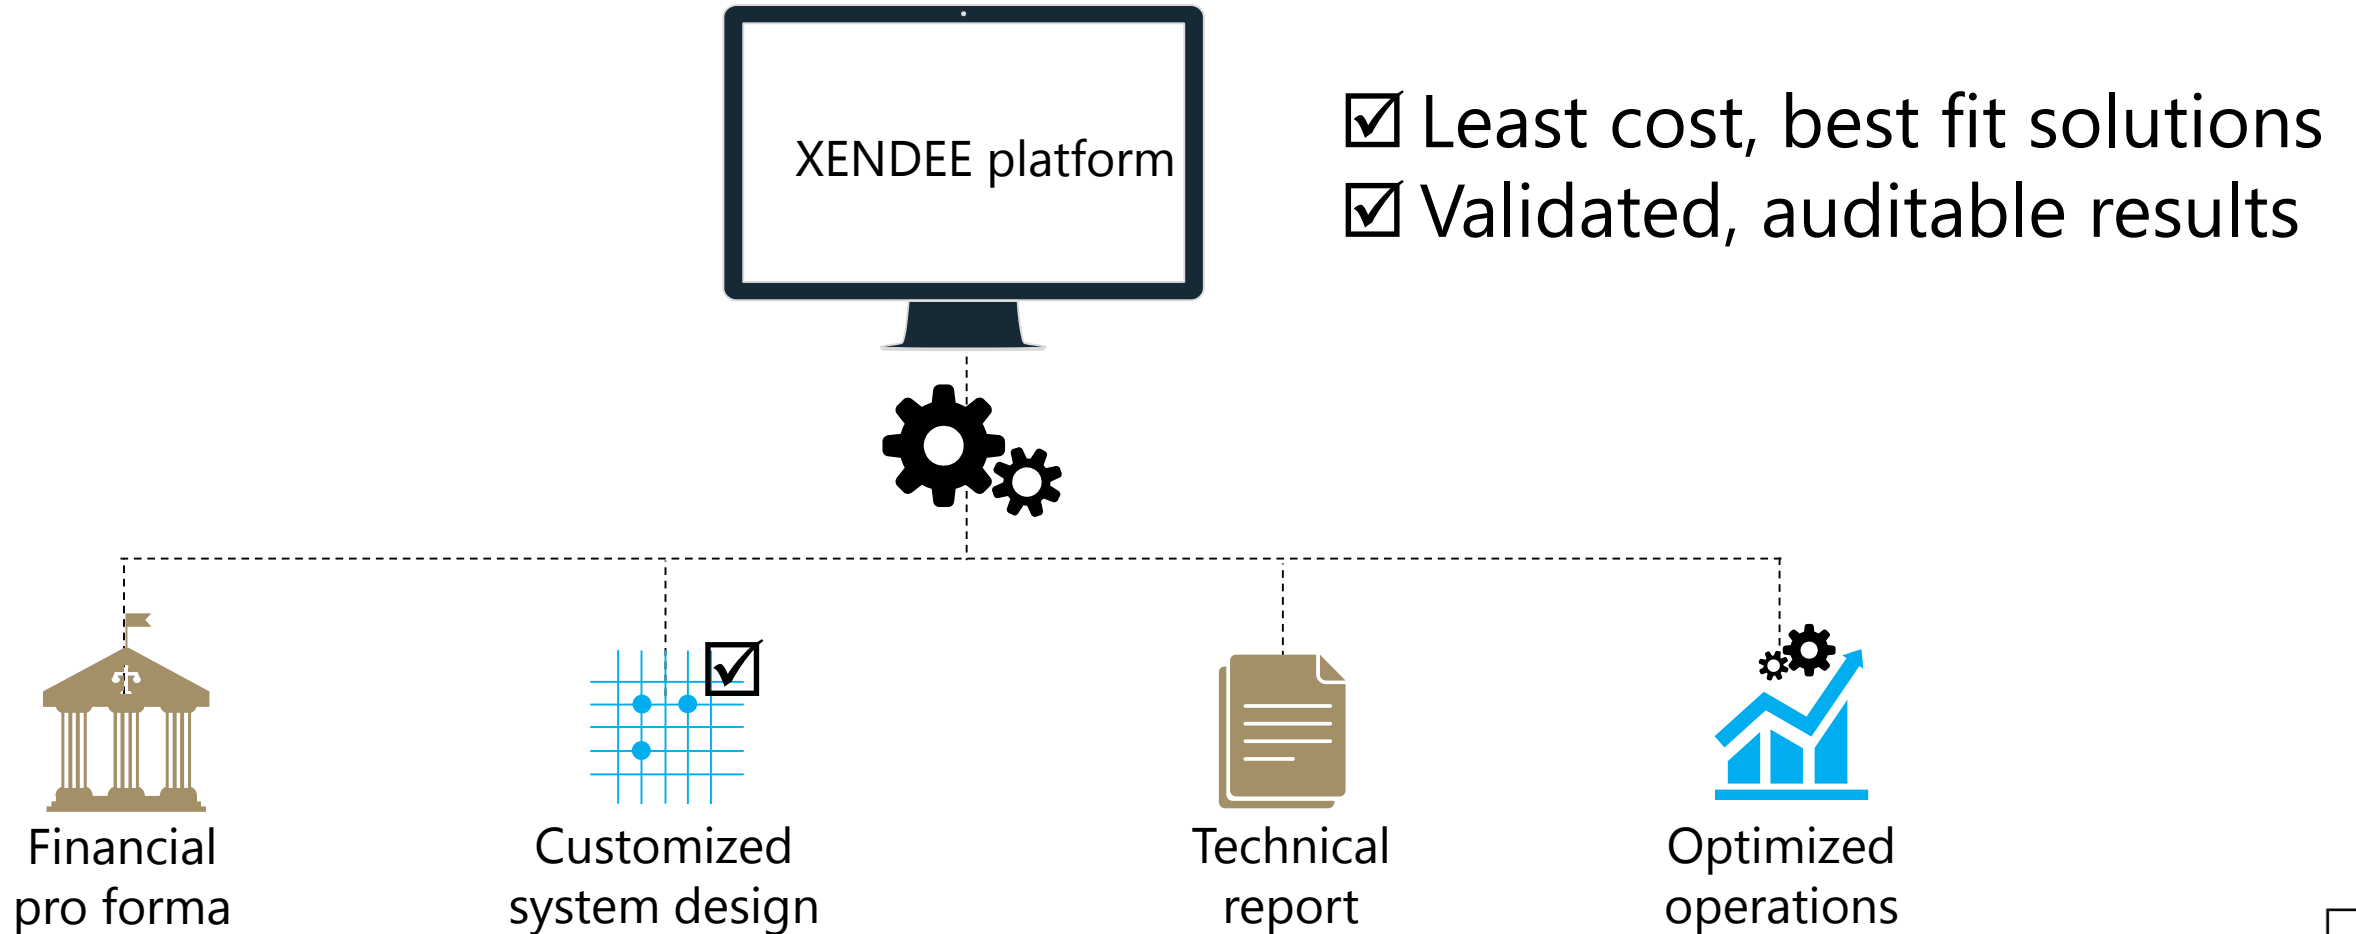 XENDEE platform
Least cost, best fit solutions
Validated, auditable results
Financial
pro forma
Customized
system design
Technical
report
Optimized
operations